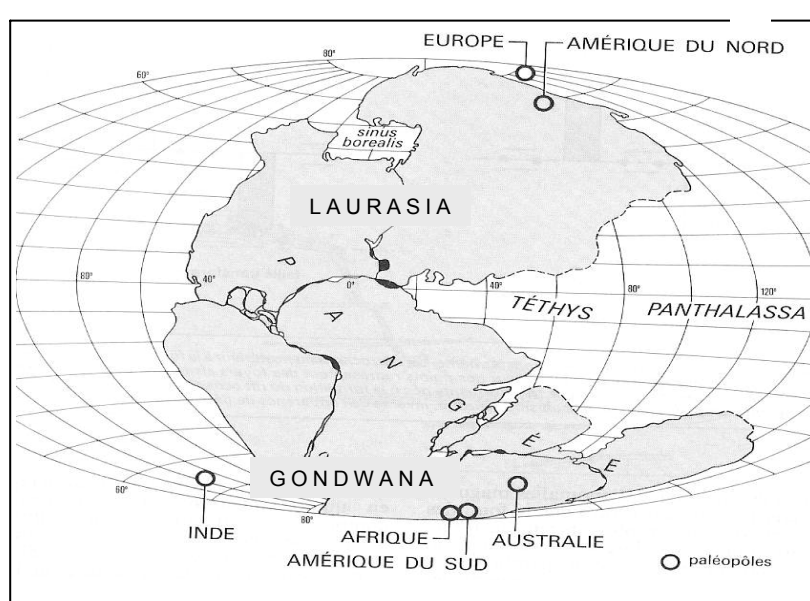 EUROPE
AMÉRIQUE DU NORD
80°
60°
sinus
borealis
LAURASIA
P
80°
40°
0°
40°
80°
120°
TÉTHYS
PANTHALASSA
A
N
G
É
E
GONDWANA
60°
80°
INDE
AFRIQUE
AUSTRALIE
AMÉRIQUE DU SUD
paléopôles